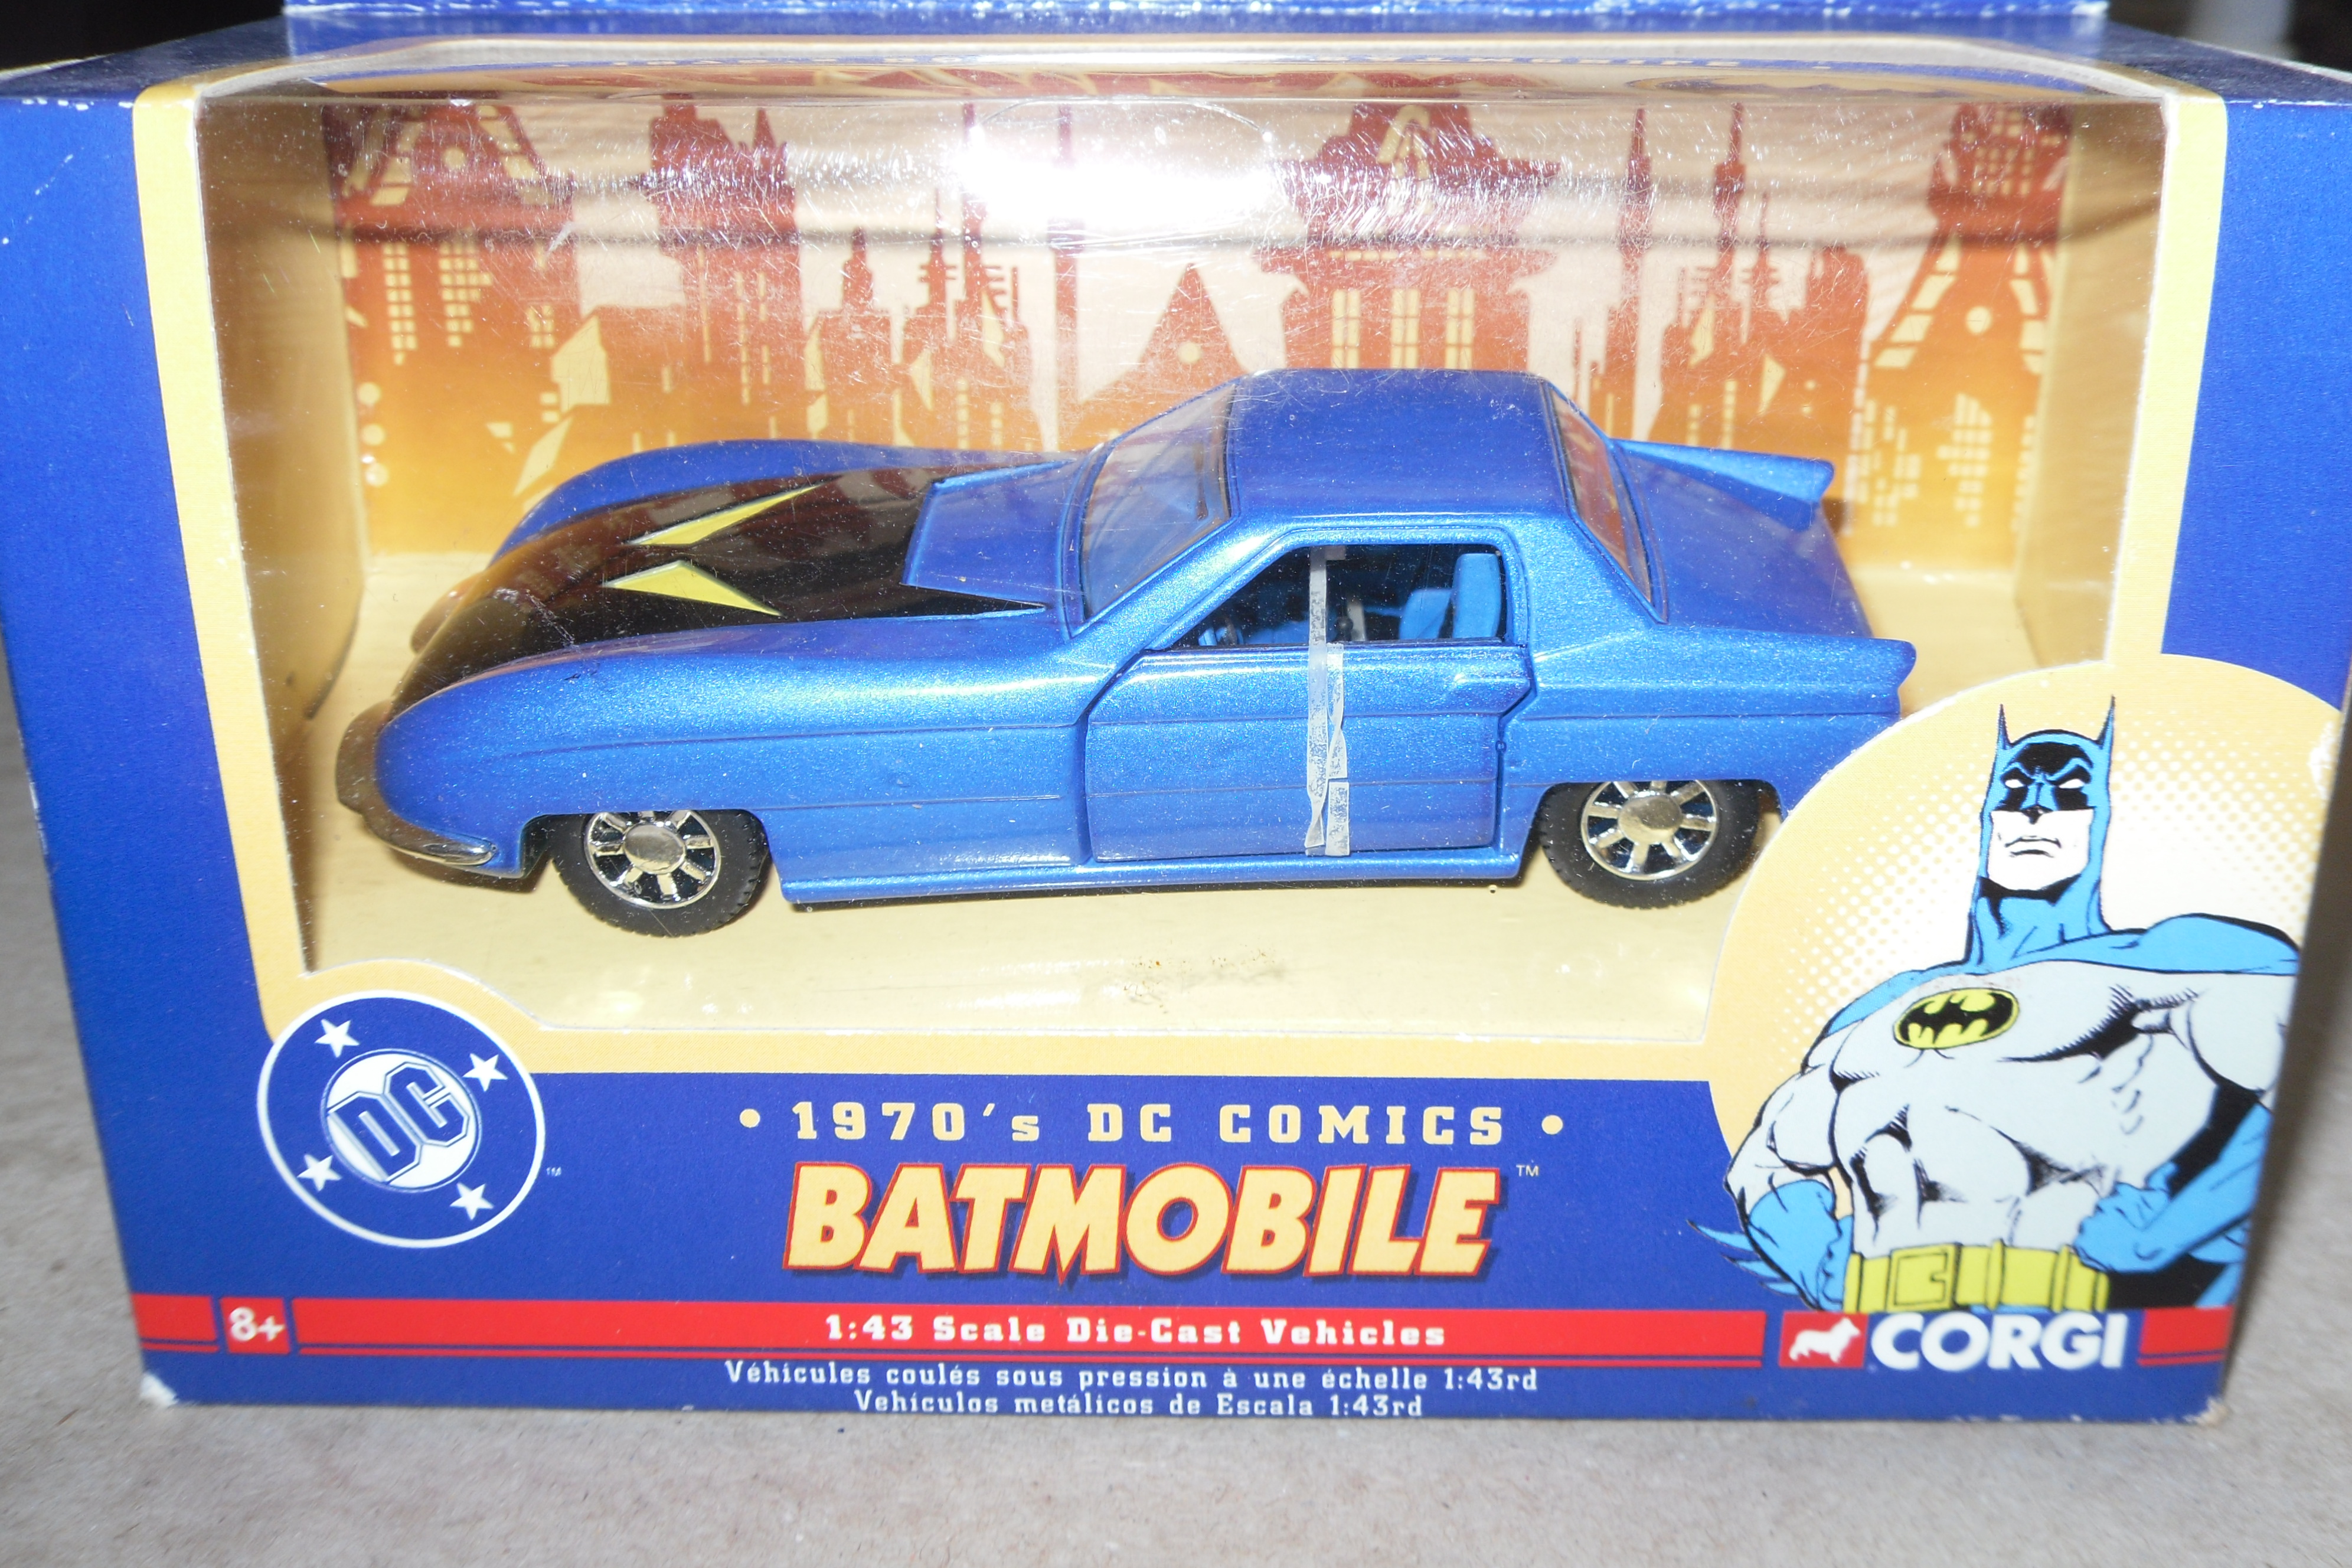 DC
™
• 1970's DC COMICS •
BATMOBILE™
8+
1:43 Scale Die-Cast Vehicles
CORGI
Véhicules coulés sous pression à une échelle 1:43rd
Vehículos metálicos de Escala 1:43rd